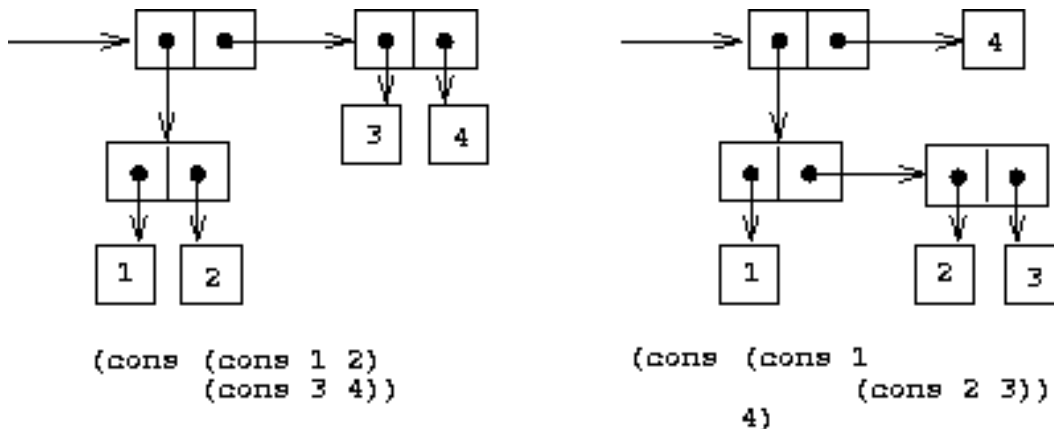 4
3 4
1 2
1 2 3
(cons (cons 1 2)
(cons 3 4))
(cons (cons 1
(cons 2 3))
4)